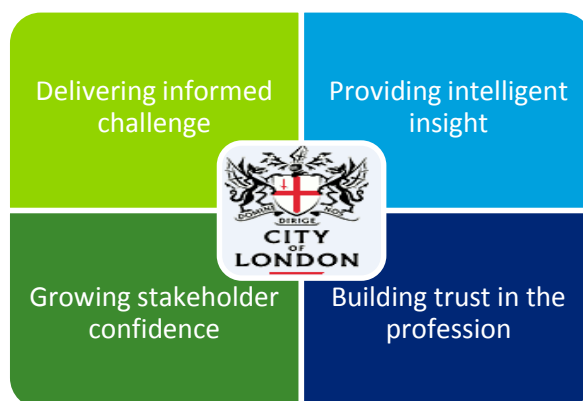 Delivering informed
challenge
Providing intelligent
insight
DOMINE NOS
DIRIGE
CITY
OF
LONDON
Growing stakeholder
confidence
Building trust in the
profession